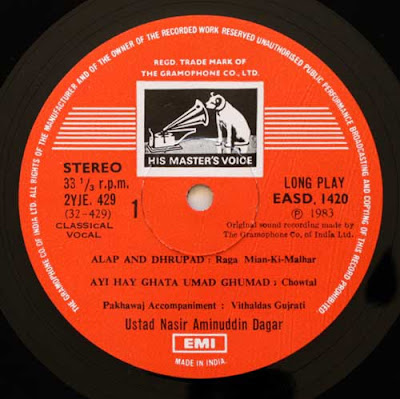 ALL RIGHTS OF THE MANUFACTURER AND OF THE OWNER OF THE RECORDED WORK RESERVED UNAUTHORISED PUBLIC PERFORMANCE BROADCASTING AND COPYING OF THIS RECORD PROHIBITED
THE GRAMOPHONE CO. OF INDIA LTD.
REGD. TRADE MARK OF
THE GRAMOPHONE CO., LTD.
HIS MASTER'S VOICE
STEREO
33 1/3 r.p.m.
2YJE. 429
(32-429)
CLASSICAL
VOCAL
1
LONG PLAY
EASD. 1420
Ⓟ 1983
Original sound recording made by
The Gramophone Co, of India Ltd.
ALAP AND DHRUPAD : Raga Mian-Ki-Malhar
AYI HAY GHATA UMAD GHUMAD : Chowtal
Pakhawaj Accompaniment : Vithaldas Gujrati
Ustad Nasir Aminuddin Dagar
EMI
MADE IN INDIA.